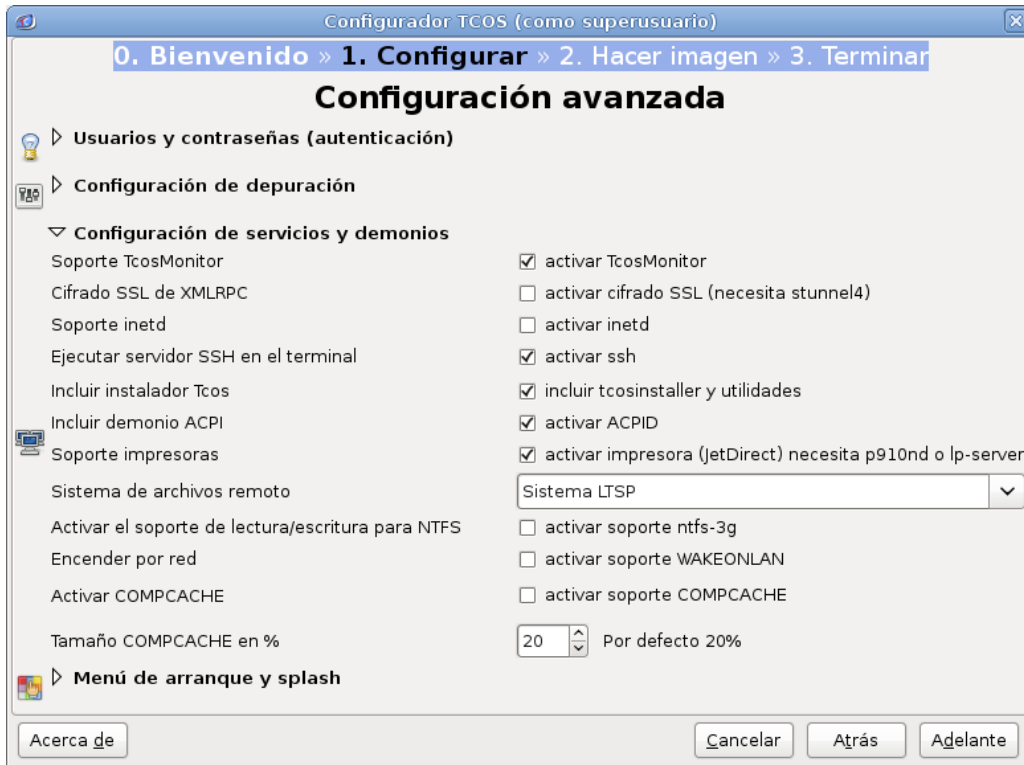 Configurador TCOS (como superusuario)
0. Bienvenido » 1. Configurar » 2. Hacer imagen » 3. Terminar
Configuración avanzada
Usuarios y contraseñas (autenticación)
Configuración de depuración
Configuración de servicios y demonios
Soporte TcosMonitor activar TcosMonitor
Cifrado SSL de XMLRPC activar cifrado SSL (necesita stunnel4)
Soporte inetd activar inetd
Ejecutar servidor SSH en el terminal activar ssh
Incluir instalador Tcos incluir tcosinstaller y utilidades
Incluir demonio ACPI activar ACPID
Soporte impresoras activar impresora (JetDirect) necesita p910nd o lp-server
Sistema de archivos remoto Sistema LTSP
Activar el soporte de lectura/escritura para NTFS activar soporte ntfs-3g
Encender por red activar soporte WAKEONLAN
Activar COMPCACHE activar soporte COMPCACHE
Tamaño COMPCACHE en % 20 Por defecto 20%
Menú de arranque y splash
Acerca de Cancelar Atrás Adelante